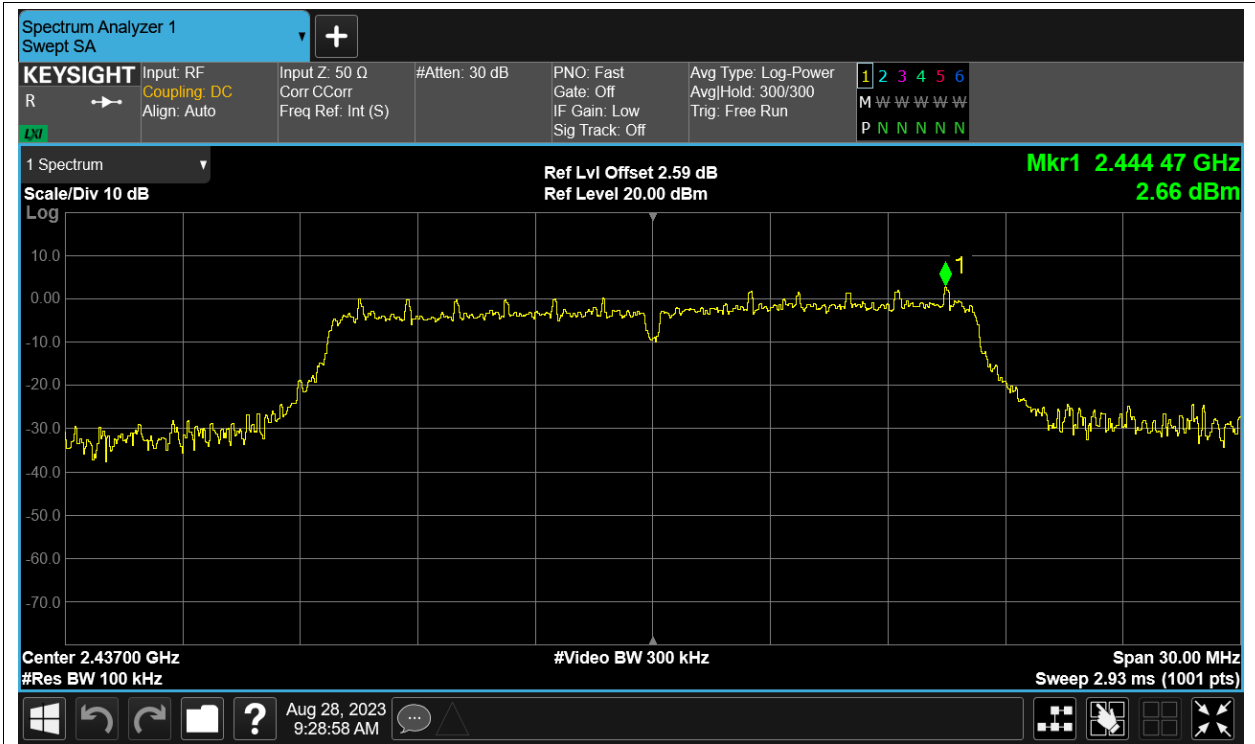 Spectrum Analyzer 1
Swept SA
KEYSIGHT
R
LXI
Input: RF
Coupling: DC
Align: Auto
Input Z: 50 Ω
Corr CCorr
Freq Ref: Int (S)
#Atten: 30 dB
PNO: Fast
Gate: Off
IF Gain: Low
Sig Track: Off
Avg Type: Log-Power
Avg|Hold: 300/300
Trig: Free Run
1 2 3 4 5 6
M W W W W W
P N N N N N
1 Spectrum
Scale/Div 10 dB
Log
Ref Lvl Offset 2.59 dB
Ref Level 20.00 dBm
Mkr1 2.444 47 GHz
2.66 dBm
1
10.0
0.00
-10.0
-20.0
-30.0
-40.0
-50.0
-60.0
-70.0
Center 2.43700 GHz
#Res BW 100 kHz
#Video BW 300 kHz
Span 30.00 MHz
Sweep 2.93 ms (1001 pts)
?
Aug 28, 2023
9:28:58 AM